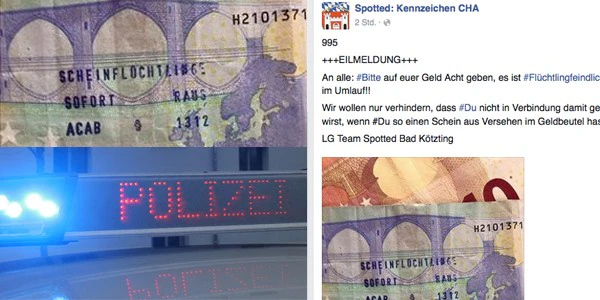 H2101371
SCHEINFLÜCHTLINGE
SOFORT RAUS
ACAB 1312
POLIZEI
Spotted: Kennzeichen CHA
2 Std. ·
995
+++EILMELDUNG+++
An alle: #Bitte auf euer Geld Acht geben, es ist #Flüchtlingfeindlic
im Umlauf!!!
Wir wollen nur verhindern, dass #Du nicht in Verbindung damit ge
wirst, wenn #Du so einen Schein aus Versehen im Geldbeutel has
LG Team Spotted Bad Kötzting
10
H2101371
SCHEINFLÜCHTLINGE
SOFORT RAUS
ACAB 1312